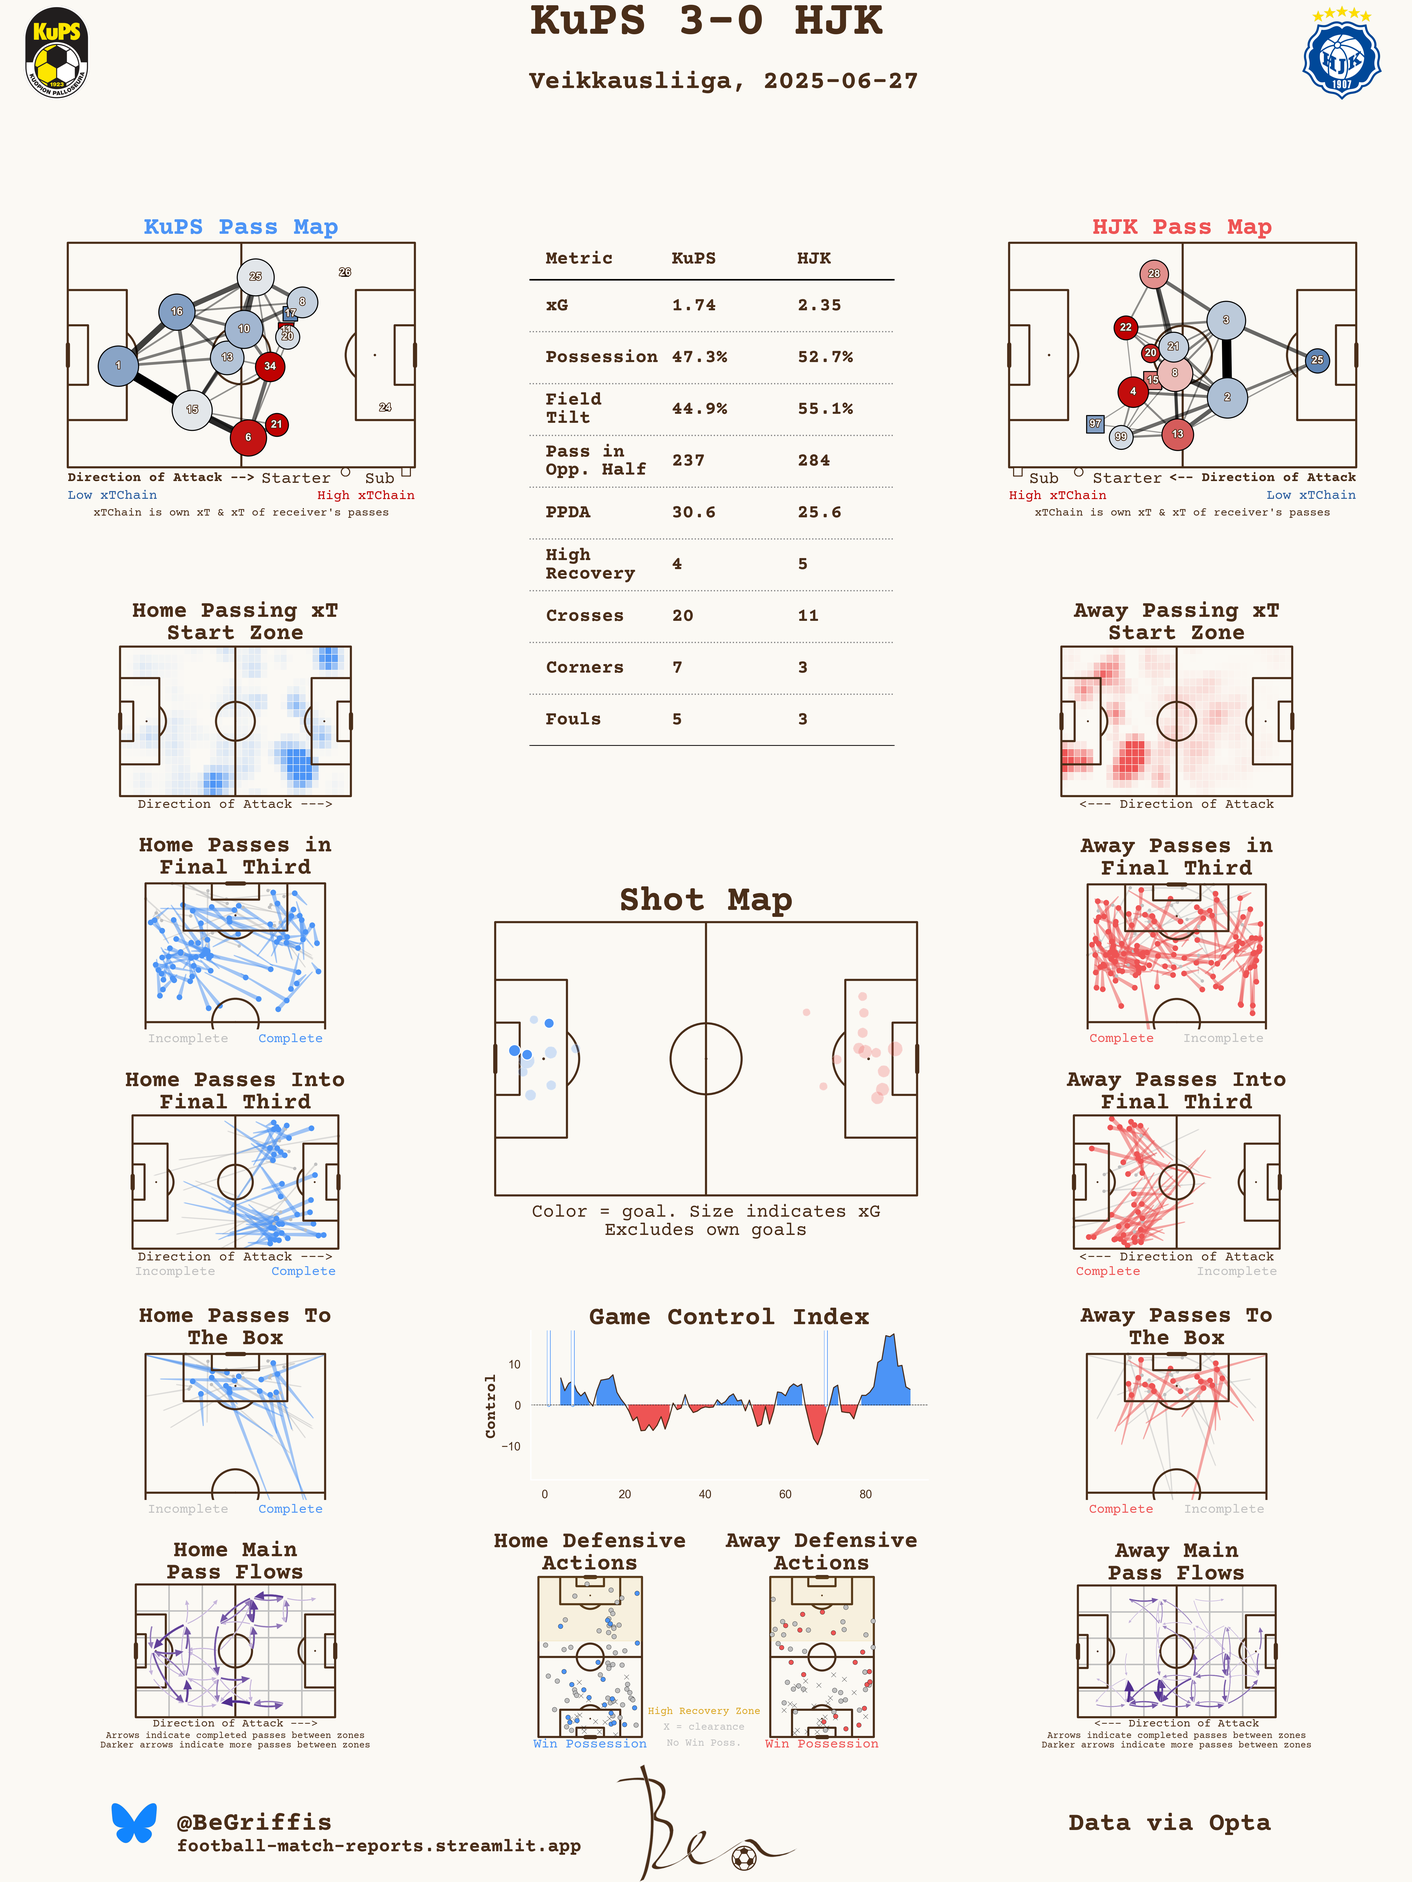 KuPS 3-0 HJK
Veikkausliiga, 2025-06-27
KuPS
1923
KUOPION PALLOSEURA
HJK
1907
KuPS Pass Map
25
26
8
16
17
10
11
20
13
34
1
15
24
21
6
Direction of Attack --> Starter Sub
Low xTChain High xTChain
xTChain is own xT & xT of receiver's passes
Metric KuPS HJK
xG 1.74 2.35
Possession 47.3% 52.7%
Field
Tilt 44.9% 55.1%
Pass in
Opp. Half 237 284
PPDA 30.6 25.6
High
Recovery 4 5
Crosses 20 11
Corners 7 3
Fouls 5 3
HJK Pass Map
28
3
22
21
20
25
8
15
4
2
97
99
13
Sub Starter <-- Direction of Attack
High xTChain Low xTChain
xTChain is own xT & xT of receiver's passes
Home Passing xT
Start Zone
Direction of Attack --->
Away Passing xT
Start Zone
<--- Direction of Attack
Home Passes in
Final Third
Incomplete Complete
Away Passes in
Final Third
Complete Incomplete
Shot Map
Color = goal. Size indicates xG
Excludes own goals
Home Passes Into
Final Third
Direction of Attack --->
Incomplete Complete
Away Passes Into
Final Third
<--- Direction of Attack
Complete Incomplete
Home Passes To
The Box
Incomplete Complete
Game Control Index
Control
10
0
−10
0 20 40 60 80
Away Passes To
The Box
Complete Incomplete
Home Main
Pass Flows
Direction of Attack --->
Arrows indicate completed passes between zones
Darker arrows indicate more passes between zones
Home Defensive
Actions
Win Possession
Away Defensive
Actions
Win Possession
High Recovery Zone
X = clearance
No Win Poss.
Away Main
Pass Flows
<--- Direction of Attack
Arrows indicate completed passes between zones
Darker arrows indicate more passes between zones
@BeGriffis
football-match-reports.streamlit.app
Ben
Data via Opta